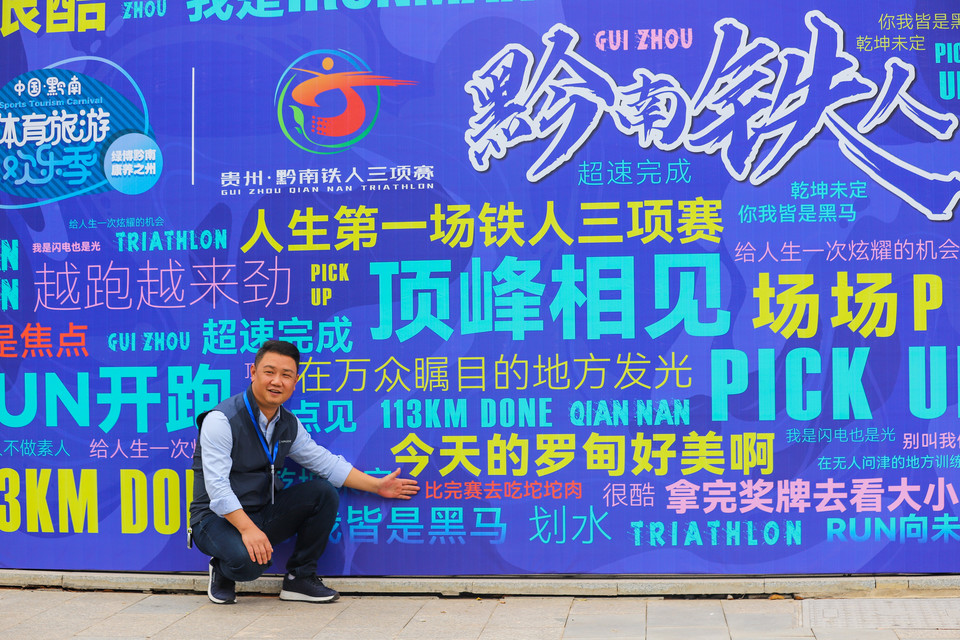 很酷
ZHOU
我是IRONMAN
你我皆是黑
乾坤未定
PICK
UP
GUI ZHOU
黔南铁人
超速完成
中国·黔南
Sports Tourism Carnival
体育旅游
欢乐季
绿博黔南
康养之州
贵州·黔南铁人三项赛
GUI ZHOU QIAN NAN TRIATHLON
乾坤未定
你我皆是黑马
给人生一次炫耀的机会
我是闪电也是光
TRIATHLON
人生第一场铁人三项赛
给人生一次炫耀的机会
越跑越来劲
PICK
UP
顶峰相见
场场P
是焦点
GUI ZHOU
超速完成
在万众瞩目的地方发光
PICK U
RUN开跑
点见
113KM DONE
QIAN NAN
不做素人
给人生一次炫
今天的罗甸好美啊
我是闪电也是光
别叫我
在无人问津的地方训练
3KM DO
比完赛去吃坨坨肉
很酷
拿完奖牌去看大小
我皆是黑马
划水
TRIATHLON
RUN向未